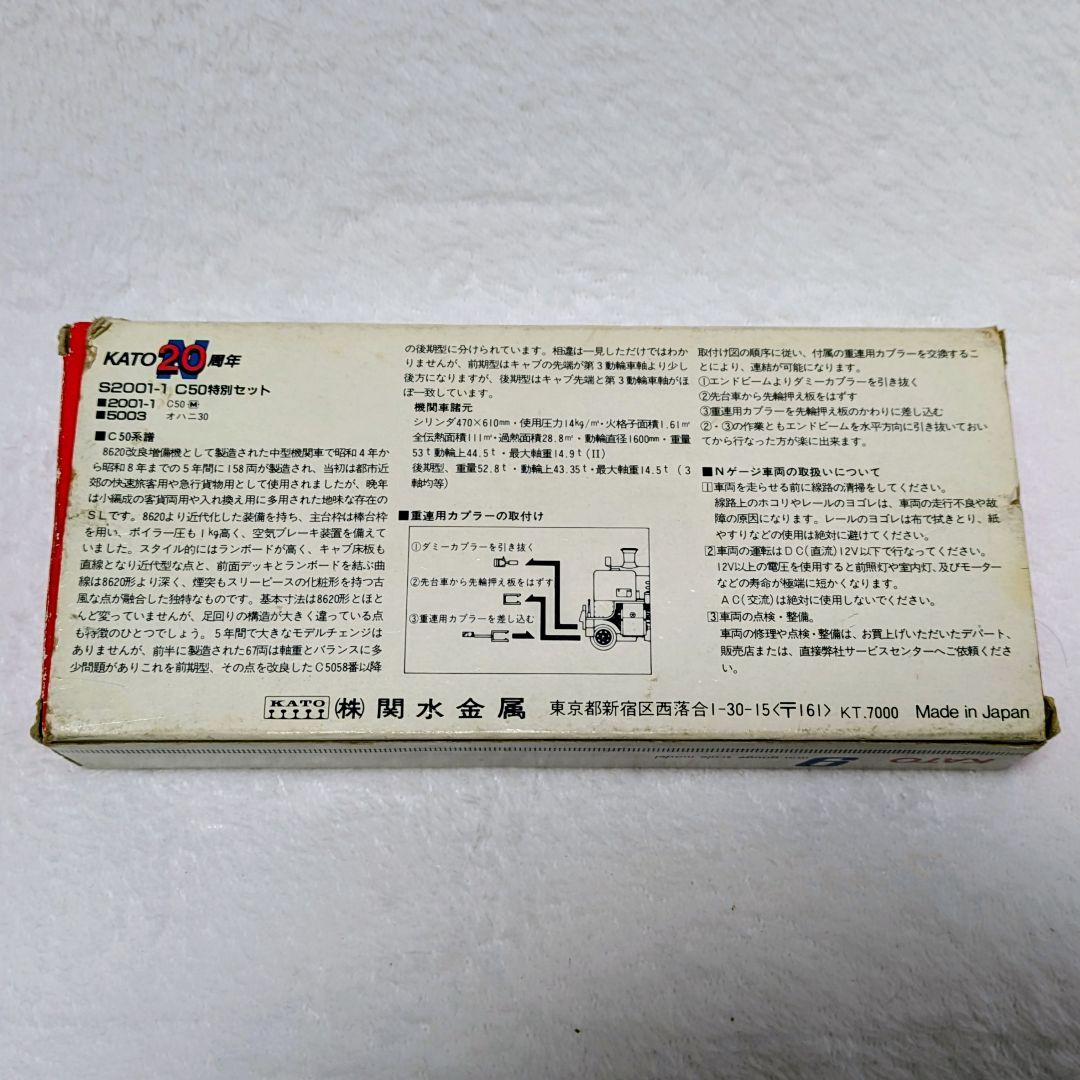 KATO N20周年
S2001-1 C50特別セット
■2001-1 C50-Ⓜ
■5003 オハニ30
■C50系譜
8620改良増備機として製造された中型機関車で昭和4年か
ら昭和8年までの5年間に158両が製造され、当初は都市近
郊の快速旅客用や急行貨物用として使用されましたが、晩年
は小編成の客貨両用や入れ換え用に多用された地味な存在の
SLです。8620より近代化した装備を持ち、主台枠は棒台枠
を用い、ボイラー圧も1kg高く、空気ブレーキ装置を備え
ていました。スタイル的にはランボードが高く、キャブ床板も
直線となり近代型な点と、前面デッキとランボードを結ぶ曲
線は8620形より深く、煙突もスリーピースの化粧形を持つ古
風な点が融合した独特なものです。基本寸法は8620形とほと
んど変っていませんが、足回りの構造が大きく違っている点
も特徴のひとつでしょう。5年間で大きなモデルチェンジは
ありませんが、前半に製造された67両は軸重とバランスに多
少問題がありこれを前期型、その点を改良したC5058番以降
の後期型に分けられています。相違は一見しただけではわか
りませんが、前期型はキャブの先端が第3動輪車軸より少し
後方になりますが、後期型はキャブ先端と第3動輪車軸がほ
ぼ一致しています。
機関車諸元
シリンダ470×610mm・使用圧力14kg/㎡・火格子面積1.61㎡
全伝熱面積111㎡・過熱面積28.8㎡・動輪直径1600mm・重量
53t動輪上44.5t・最大軸重14.9t(II)
後期型、重量52.8t・動輪上43.35t・最大軸重14.5t(3
軸均等)
■重連用カプラーの取付け
①ダミーカプラーを引き抜く
②先台車から先輪押え板をはずす
③重連用カプラーを差し込む
取付け図の順序に従い、付属の重連用カプラーを交換するこ
とにより、連結が可能になります。
①エンドビームよりダミーカプラーを引き抜く
②先台車から先輪押え板をはずす
③重連用カプラーを先輪押え板のかわりに差し込む
②・③の作業ともエンドビームを水平方向に引き抜いておい
てから行なった方が楽に出来ます。
■Nゲージ車両の取扱いについて
1車両を走らせる前に線路の清掃をしてください。
線路上のホコリやレールのヨゴレは、車両の走行不良や故
障の原因になります。レールのヨゴレは布で拭きとり、紙
やすりなどの使用は絶対に避けてください。
2車両の運転はDC(直流)12V以下で行なってください。
12V以上の電圧を使用すると前照灯や室内灯、及びモーター
などの寿命が極端に短かくなります。
AC(交流)は絶対に使用しないでください。
3車両の点検・整備。
車両の修理や点検・整備は、お買上げいただいたデパート、
販売店または、直接弊社サービスセンターへご依頼くださ
い。
KATO (株)関水金属 東京都新宿区西落合1-30-15〈〒161〉 KT.7000 Made in Japan
KATO 9 mm gauge scale model